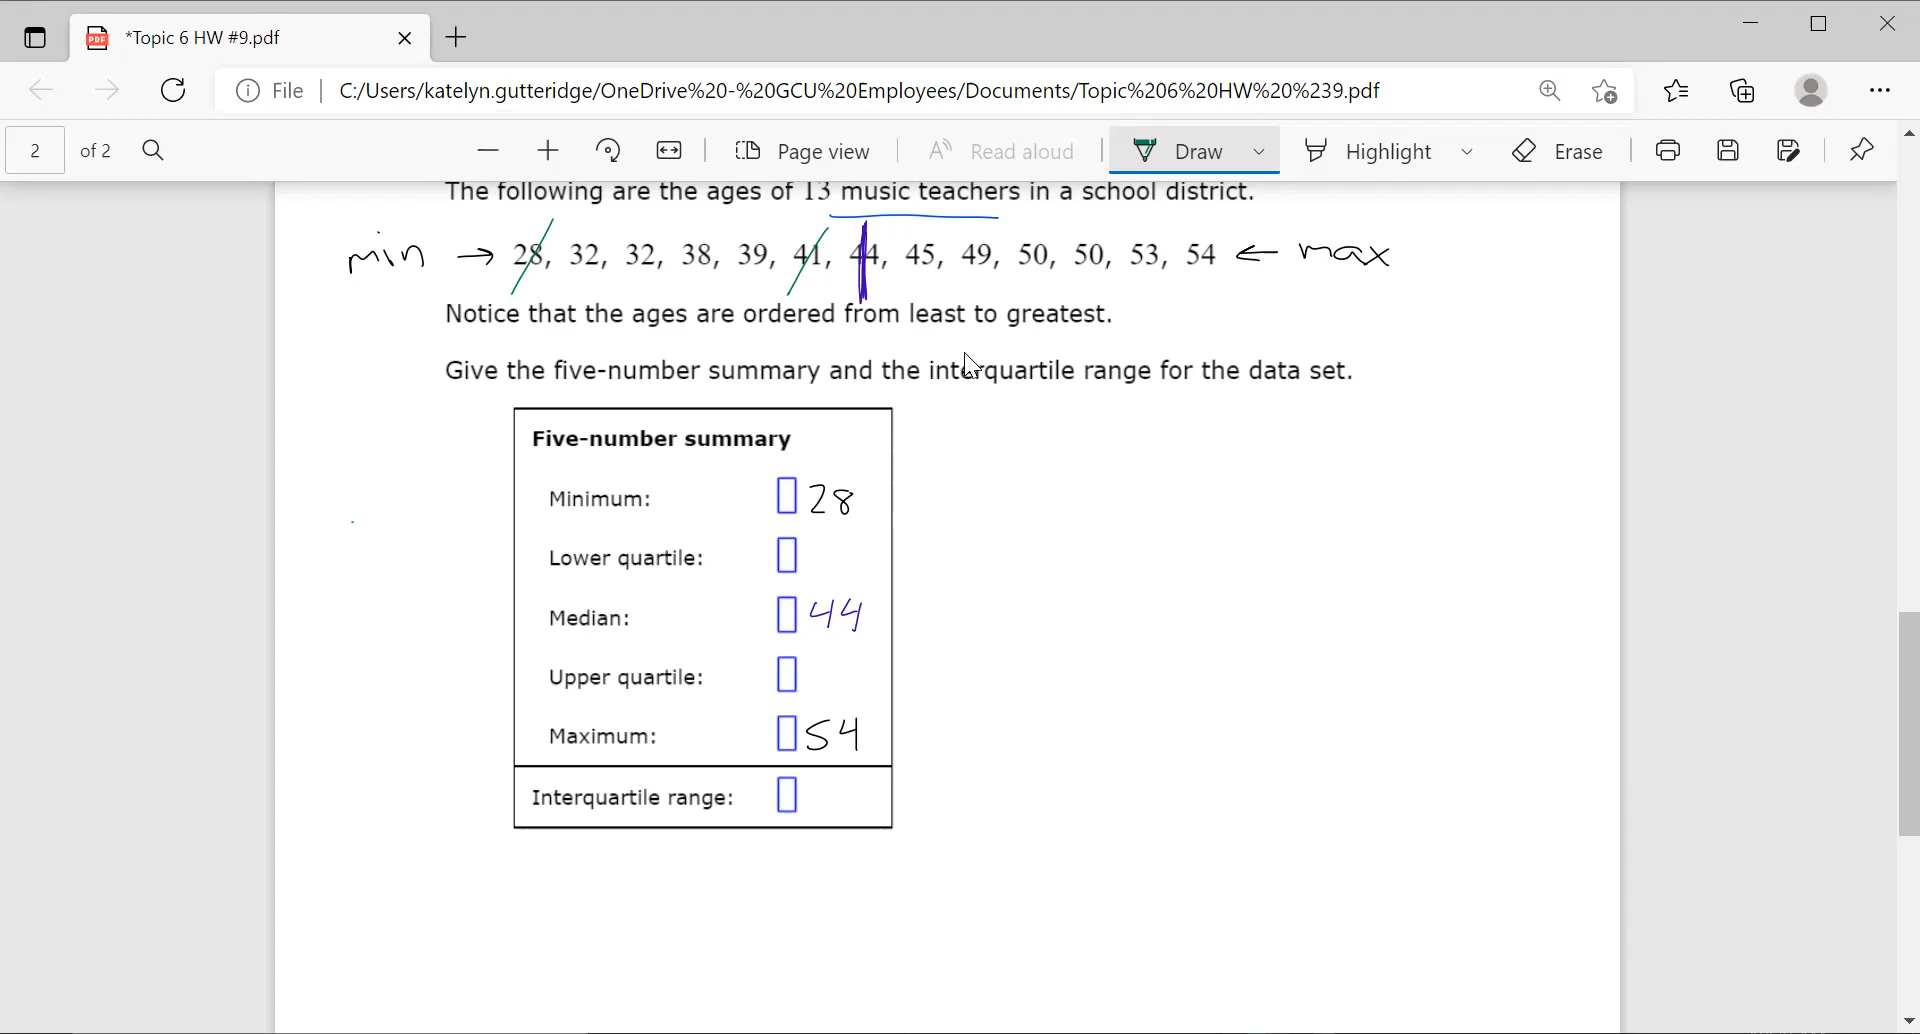 *Topic 6 HW #9.pdf
File | C:/Users/katelyn.gutteridge/OneDrive%20-%20GCU%20Employees/Documents/Topic%206%20HW%20%239.pdf
2 of 2 Page view Read aloud Draw Highlight Erase
The following are the ages of 13 music teachers in a school district.
min → 28, 32, 32, 38, 39, 41, 44, 45, 49, 50, 50, 53, 54 ← max
Notice that the ages are ordered from least to greatest.
Give the five-number summary and the interquartile range for the data set.
Five-number summary
Minimum: 28
Lower quartile:
Median: 44
Upper quartile:
Maximum: 54
Interquartile range: